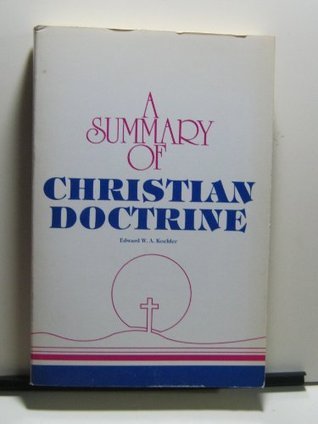 A
SUMMARY
OF
CHRISTIAN
DOCTRINE
Edward W. A. Koehler